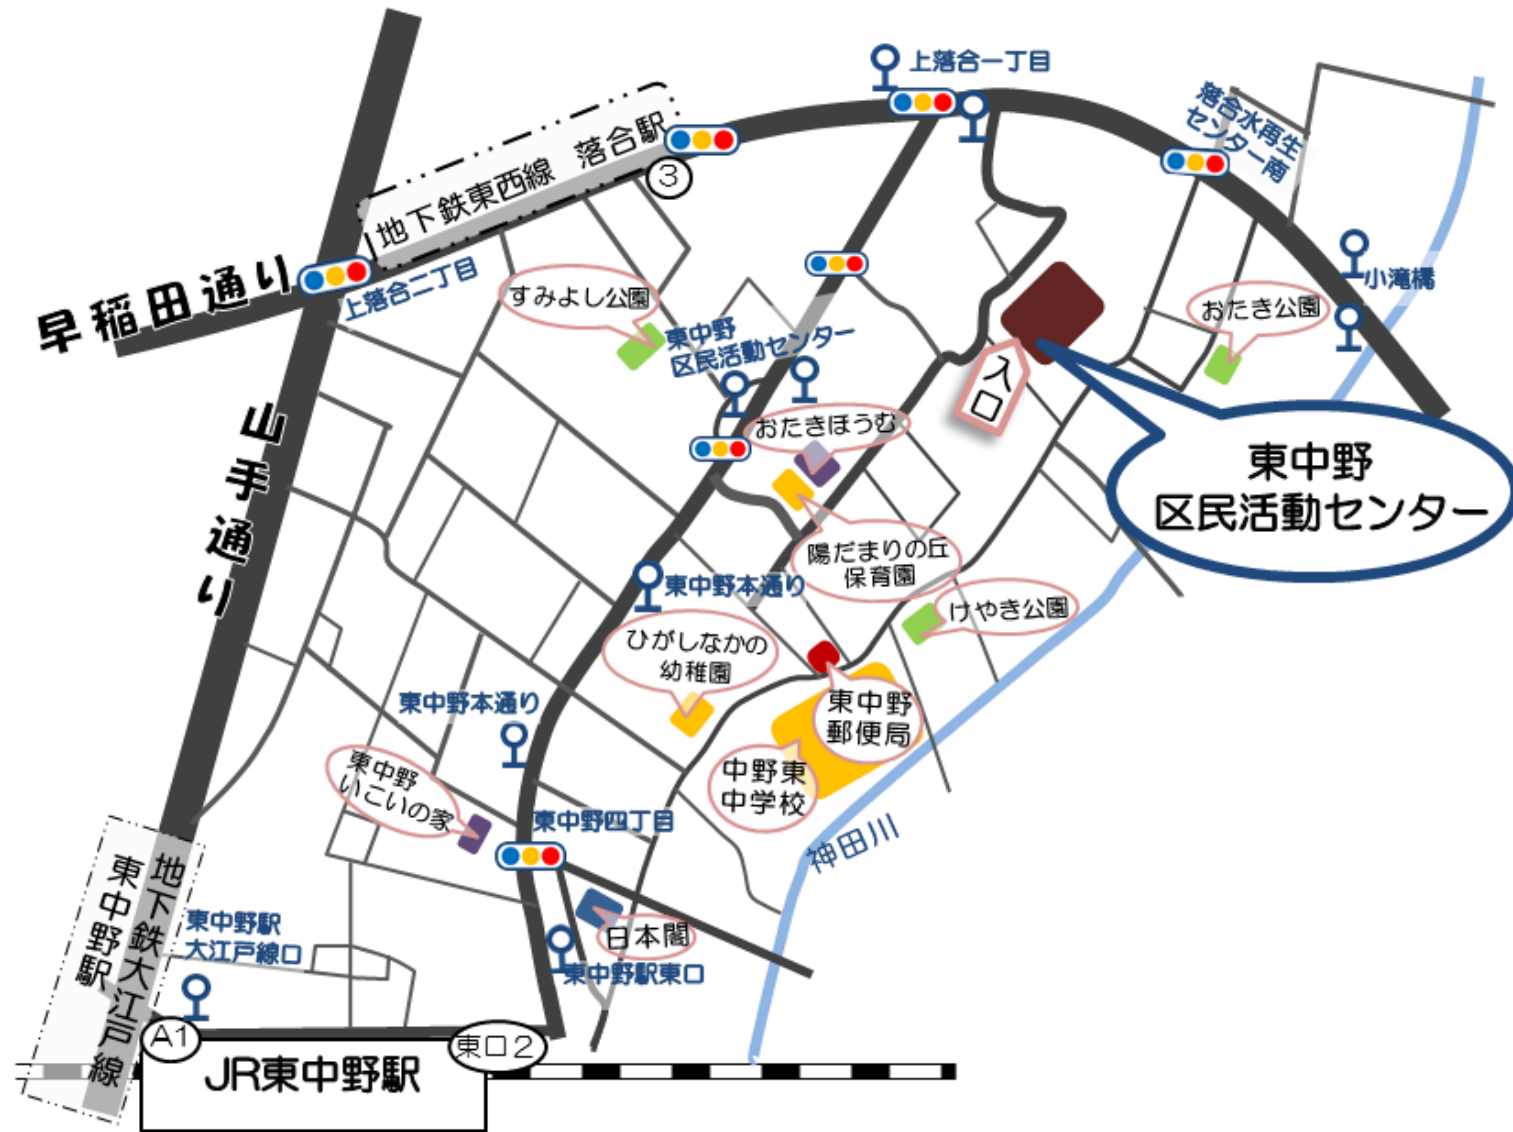 上落合一丁目
落合水再生
センター南
地下鉄東西線 落合駅
3
早稲田通り
上落合二丁目
小滝橋
すみよし公園
おたき公園
東中野
区民活動センター
入口
おたきほうむ
東中野
区民活動センター
山手通り
陽だまりの丘
保育園
東中野本通り
けやき公園
ひがしなかの
幼稚園
東中野本通り
東中野
郵便局
東中野
いこいの家
中野東
中学校
東中野四丁目
神田川
地下鉄大江戸線
東中野駅
東中野駅
大江戸線口
日本閣
東中野駅東口
A1
東口2
JR東中野駅